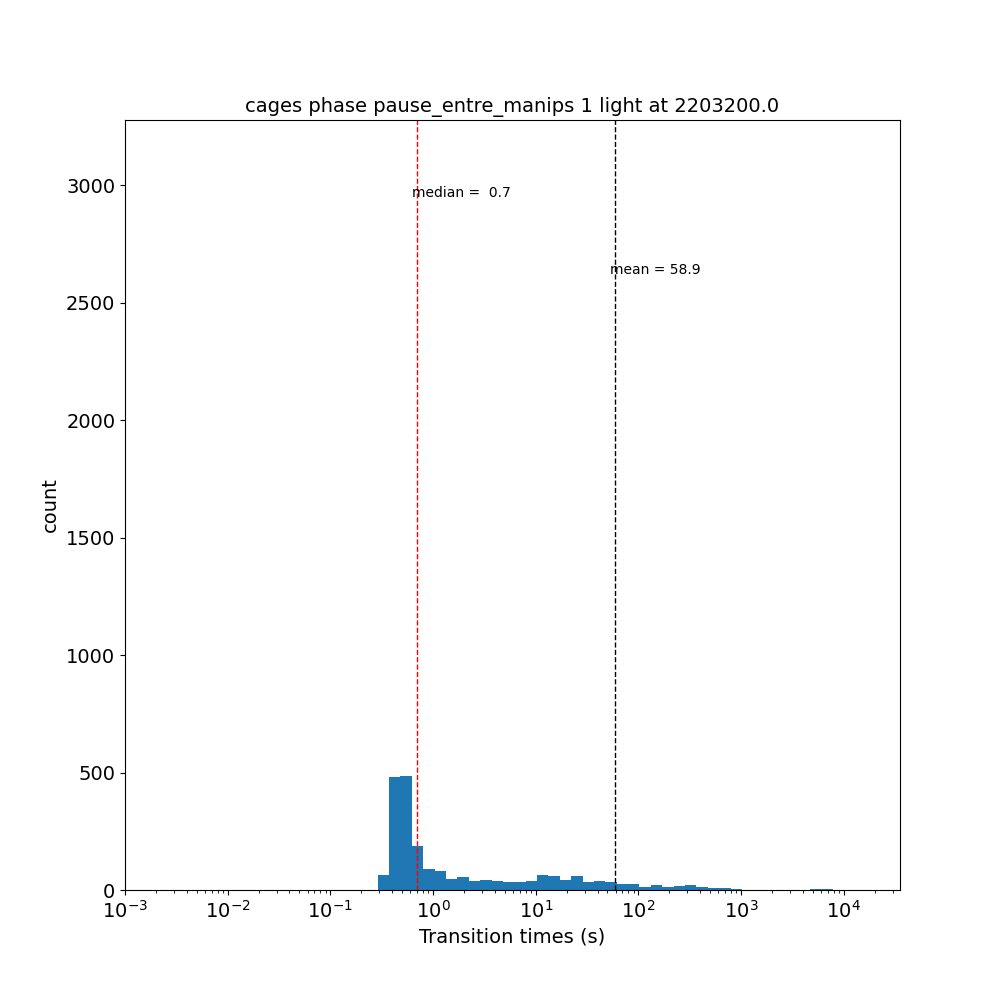 cages phase pause_entre_manips 1 light at 2203200.0
3000
median =  0.7
mean = 58.9
2500
2000
count
1500
1000
500
0
10⁻³ 10⁻² 10⁻¹ 10⁰ 10¹ 10² 10³ 10⁴
Transition times (s)